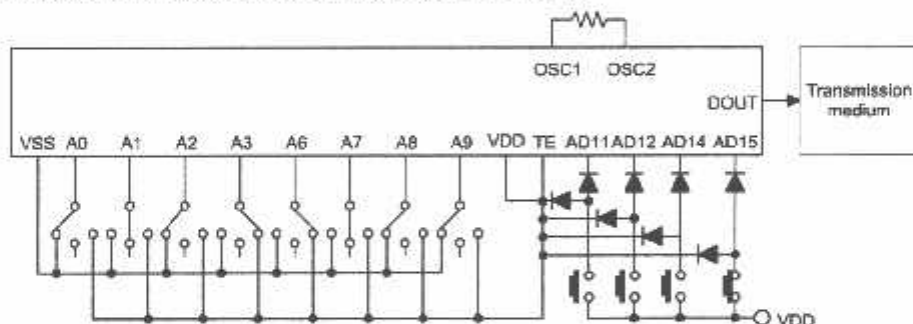 OSC1 OSC2
DOUT
Transmission
medium
VSS A0 A1 A2 A3 A6 A7 A8 A9 VDD TE AD11 AD12 AD14 AD15
VDD